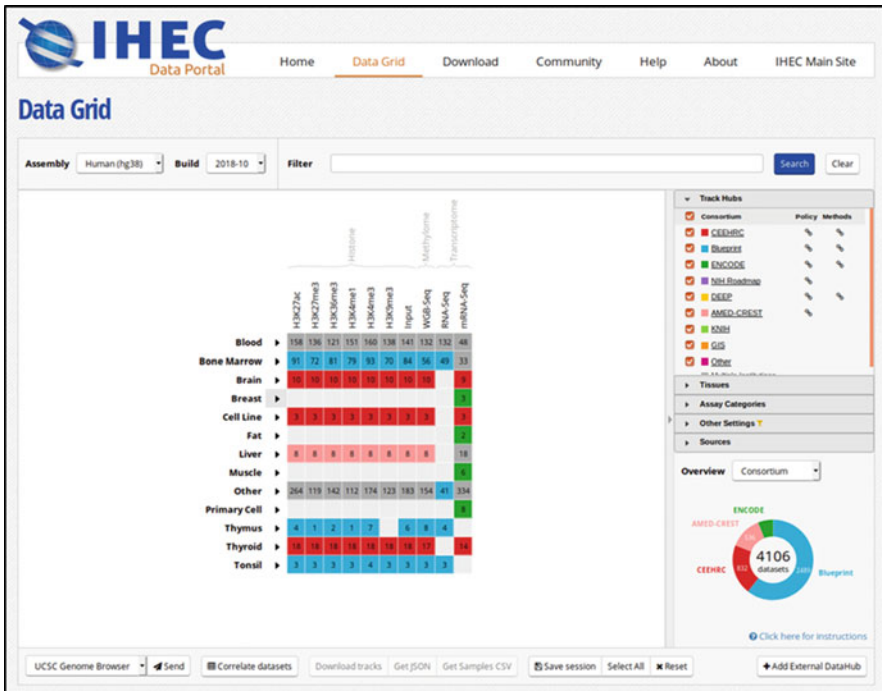 IHEC
Data Portal
Home Data Grid Download Community Help About IHEC Main Site
Data Grid
Assembly Human (hg38) Build 2018-10 Filter Search Clear
Histone Methylome Transcriptome
H3K27ac H3K27me3 H3K36me3 H3K4me1 H3K4me3 H3K9me3 Input WGB-Seq RNA-Seq mRNA-Seq
Blood 158 136 121 151 160 138 141 132 132 48
Bone Marrow 91 72 81 79 93 70 84 56 49 33
Brain 10 10 10 10 10 10 10 10 9
Breast 3
Cell Line 3 3 3 3 3 3 3 3 3
Fat 2
Liver 8 8 8 8 8 8 8 8 18
Muscle 6
Other 264 119 142 112 174 123 183 154 41 334
Primary Cell 8
Thymus 4 1 2 1 7 6 8 4
Thyroid 18 18 18 18 18 18 18 17 14
Tonsil 3 3 3 3 4 3 3 3 3
Track Hubs
Consortium Policy Methods
CEEHRC
Blueprint
ENCODE
NIH Roadmap
DEEP
AMED-CREST
KNIH
GIS
Other
Multiple Institutions
Tissues
Assay Categories
Other Settings
Sources
Overview Consortium
ENCODE
AMED-CREST
536
CEEHRC 832
4106
datasets
2489 Blueprint
Click here for instructions
UCSC Genome Browser Send Correlate datasets Download tracks Get JSON Get Samples CSV Save session Select All Reset Add External DataHub